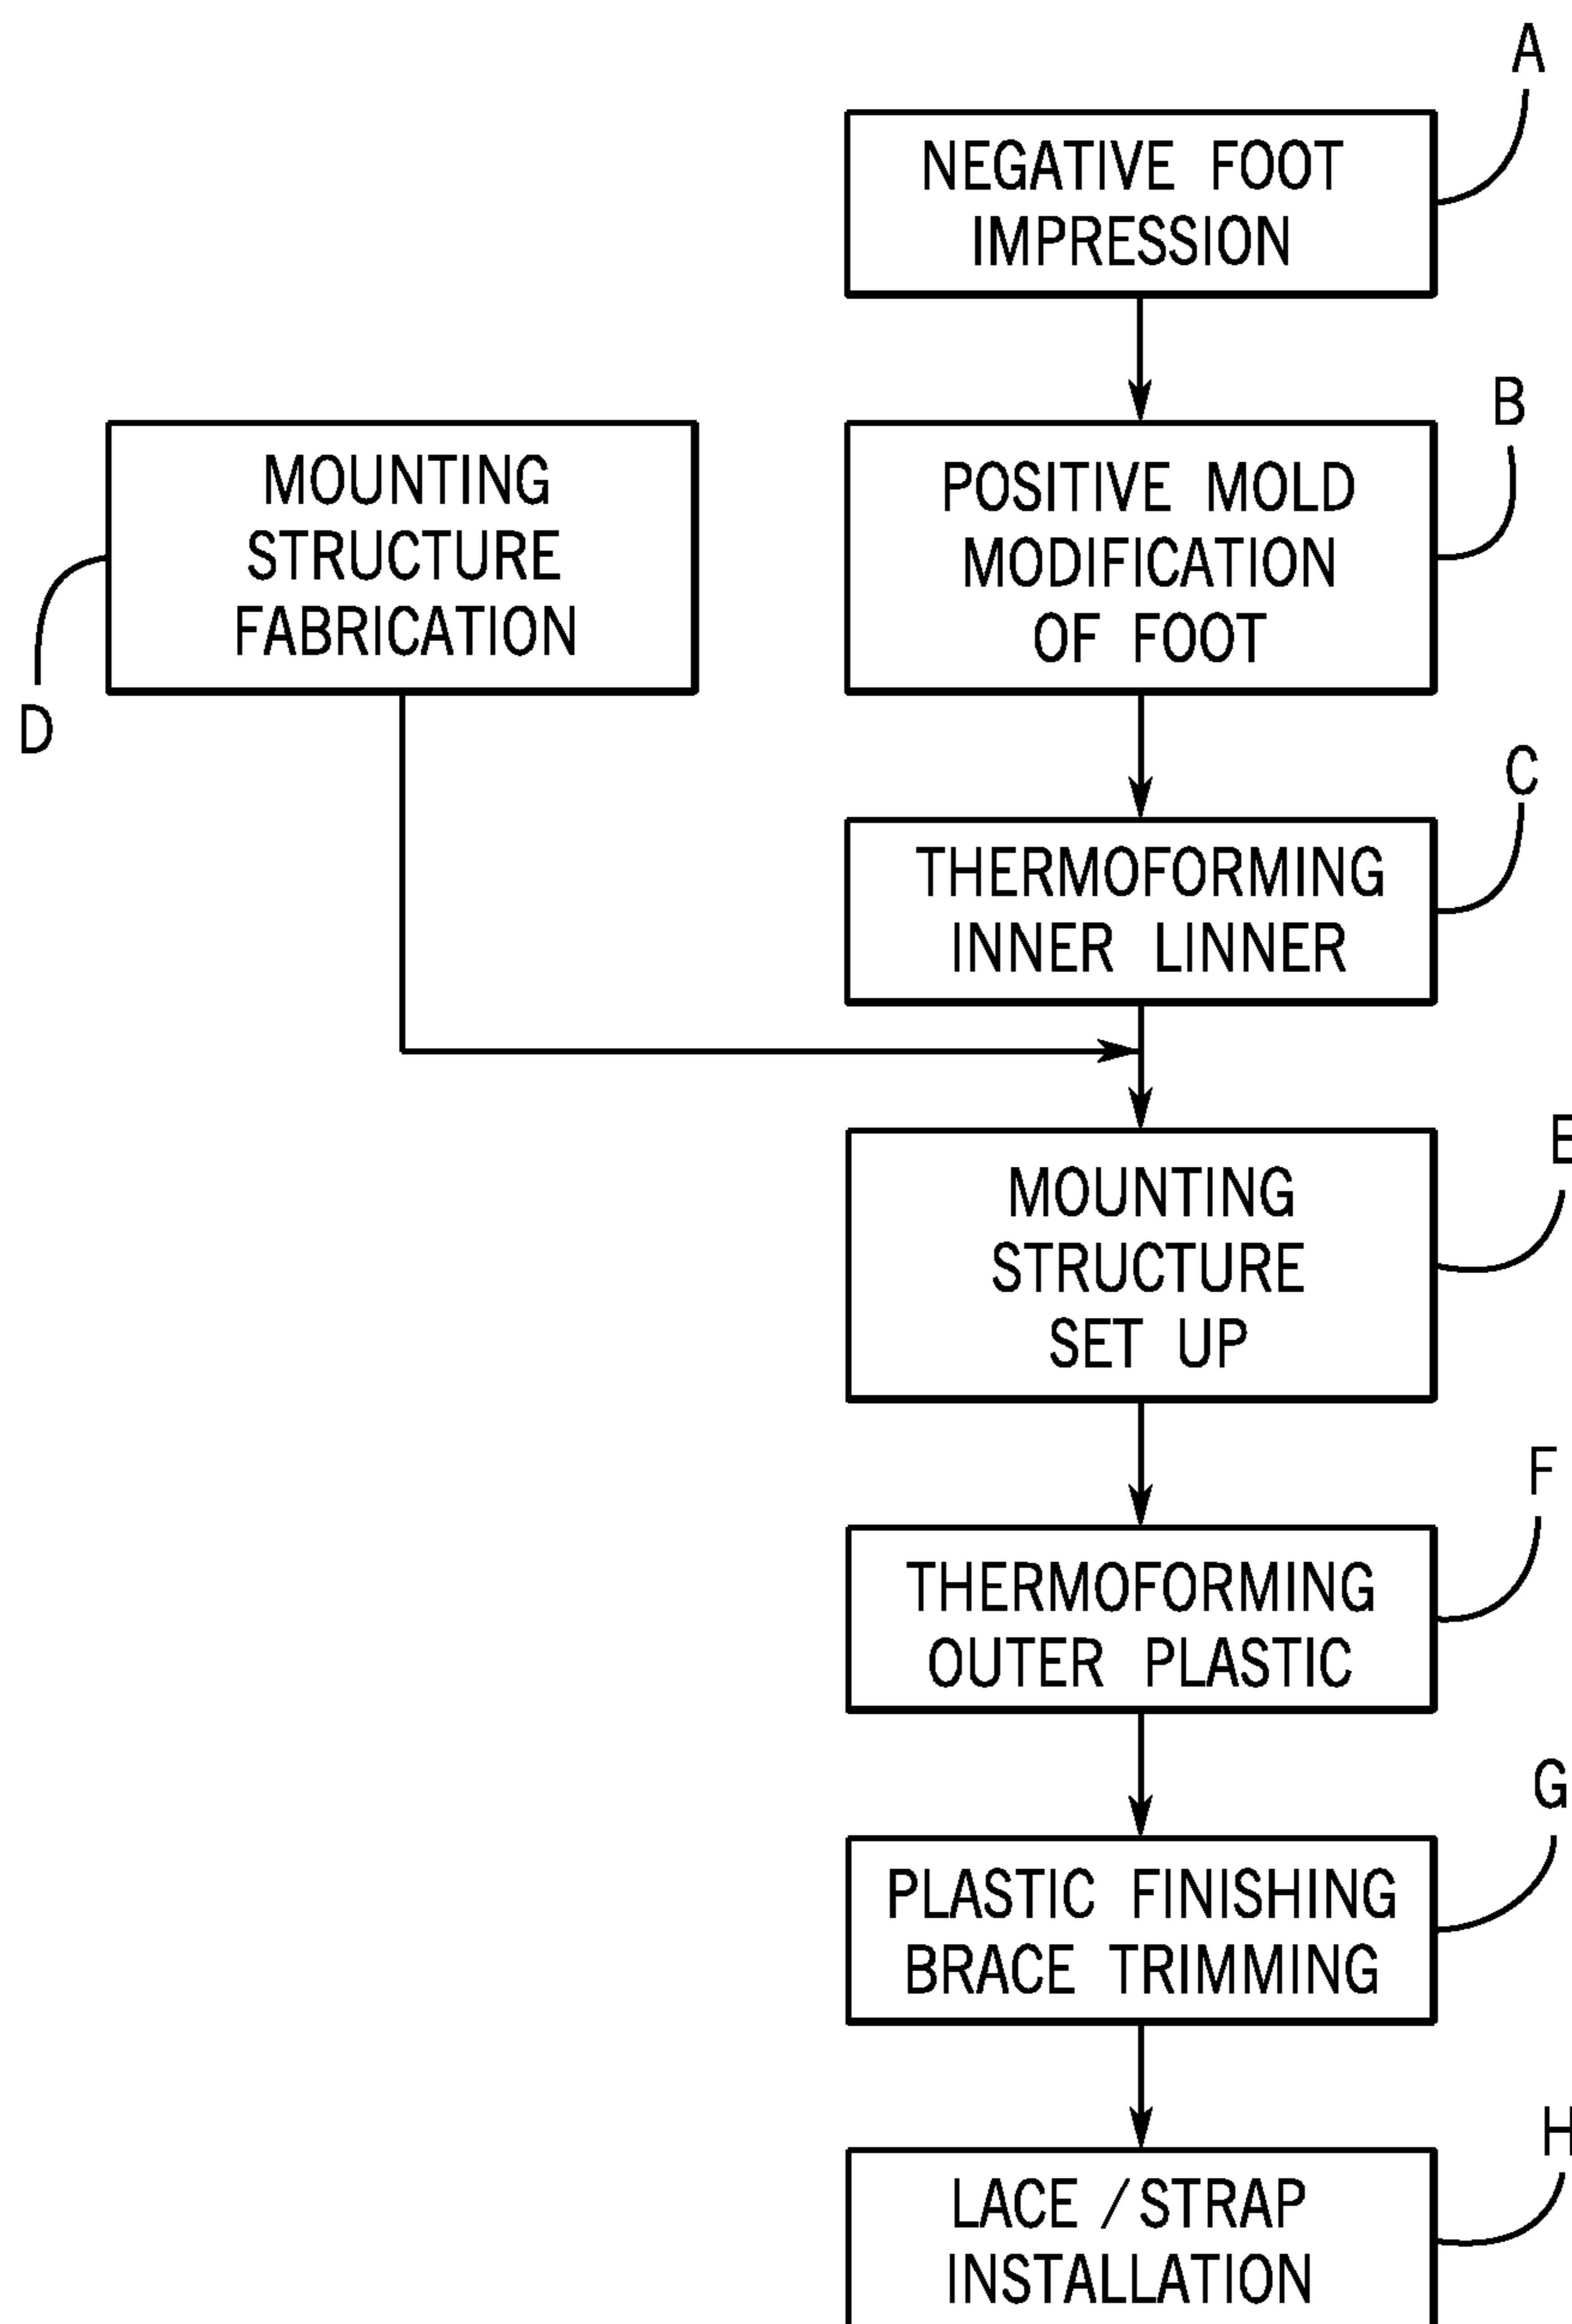 A
NEGATIVE FOOT
IMPRESSION
B
POSITIVE MOLD
MODIFICATION
OF FOOT
MOUNTING
STRUCTURE
FABRICATION
D
C
THERMOFORMING
INNER LINNER
E
MOUNTING
STRUCTURE
SET UP
F
THERMOFORMING
OUTER PLASTIC
G
PLASTIC FINISHING
BRACE TRIMMING
H
LACE / STRAP
INSTALLATION